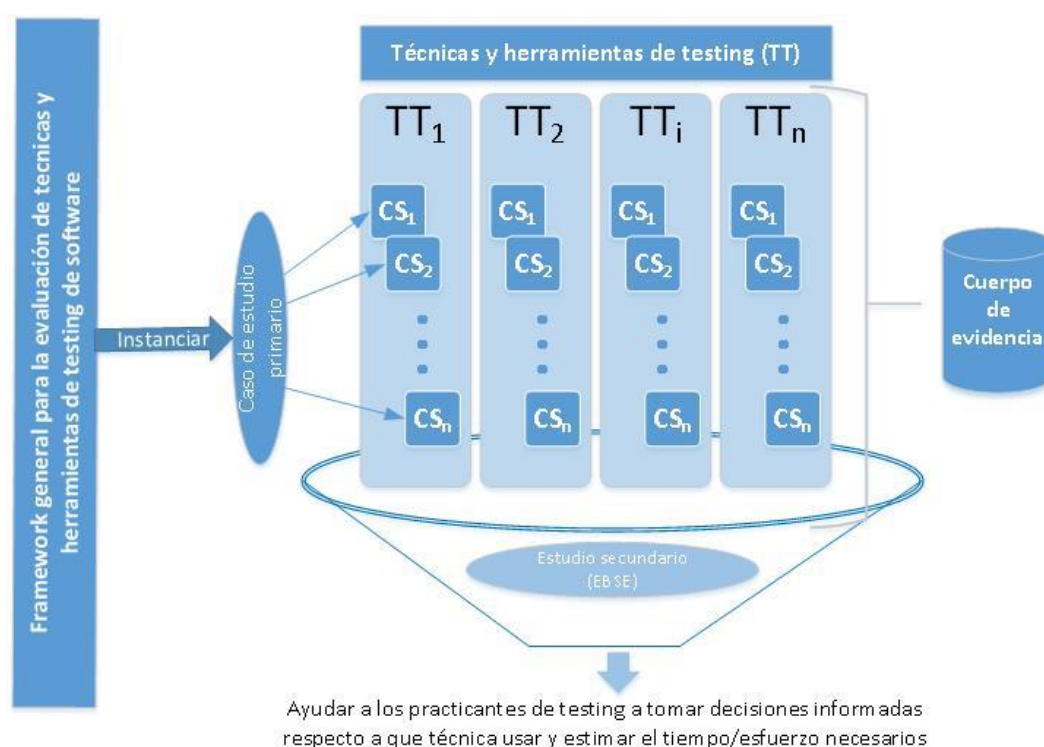 Framework general para la evaluación de tecnicas y
herramientas de testing de software
Instanciar
Caso de estudio
primario
Técnicas y herramientas de testing (TT)
TT1
TT2
TTi
TTn
CS1
CS1
CS1
CS1
CS2
CS2
CS2
CS2
CSn
CSn
CSn
CSn
Cuerpo
de
evidencia
Estudio secundario
(EBSE)
Ayudar a los practicantes de testing a tomar decisiones informadas
respecto a que técnica usar y estimar el tiempo/esfuerzo necesarios